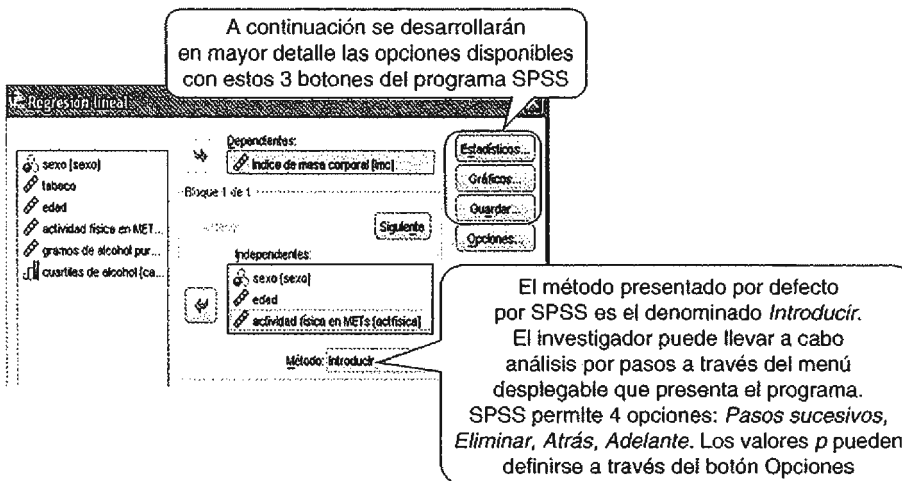 A continuación se desarrollarán
en mayor detalle las opciones disponibles
con estos 3 botones del programa SPSS
Regresión lineal
Dependientes:
Índice de masa corporal [imc]
Bloque 1 de 1
sexo [sexo]
tabaco
edad
actividad física en MET...
gramos de alcohol pur...
cuartiles de alcohol [ca...
Siguiente
Independientes:
sexo [sexo]
edad
actividad física en METs [actfisica]
Método: Introducir
Estadísticos...
Gráficos...
Guardar...
Opciones...
El método presentado por defecto
por SPSS es el denominado Introducir.
El investigador puede llevar a cabo
análisis por pasos a través del menú
desplegable que presenta el programa.
SPSS permite 4 opciones: Pasos sucesivos,
Eliminar, Atrás, Adelante. Los valores p pueden
definirse a través del botón Opciones